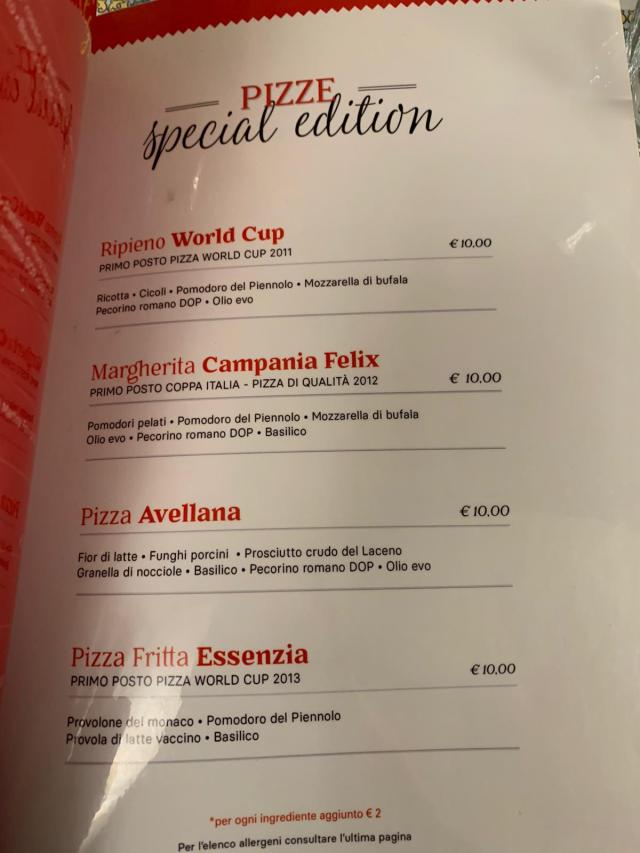 PIZZE
special edition
Ripieno World Cup
€ 10,00
PRIMO POSTO PIZZA WORLD CUP 2011
Ricotta • Cicoli • Pomodoro del Piennolo • Mozzarella di bufala
Pecorino romano DOP • Olio evo
Margherita Campania Felix
€ 10,00
PRIMO POSTO COPPA ITALIA - PIZZA DI QUALITÀ 2012
Pomodori pelati • Pomodoro del Piennolo • Mozzarella di bufala
Olio evo • Pecorino romano DOP • Basilico
Pizza Avellana
€ 10,00
Fior di latte • Funghi porcini • Prosciutto crudo del Laceno
Granella di nocciole • Basilico • Pecorino romano DOP • Olio evo
Pizza Fritta Essenzia
€ 10,00
PRIMO POSTO PIZZA WORLD CUP 2013
Provolone del monaco • Pomodoro del Piennolo
Provola di latte vaccino • Basilico
*per ogni ingrediente aggiunto € 2
Per l'elenco allergeni consultare l'ultima pagina